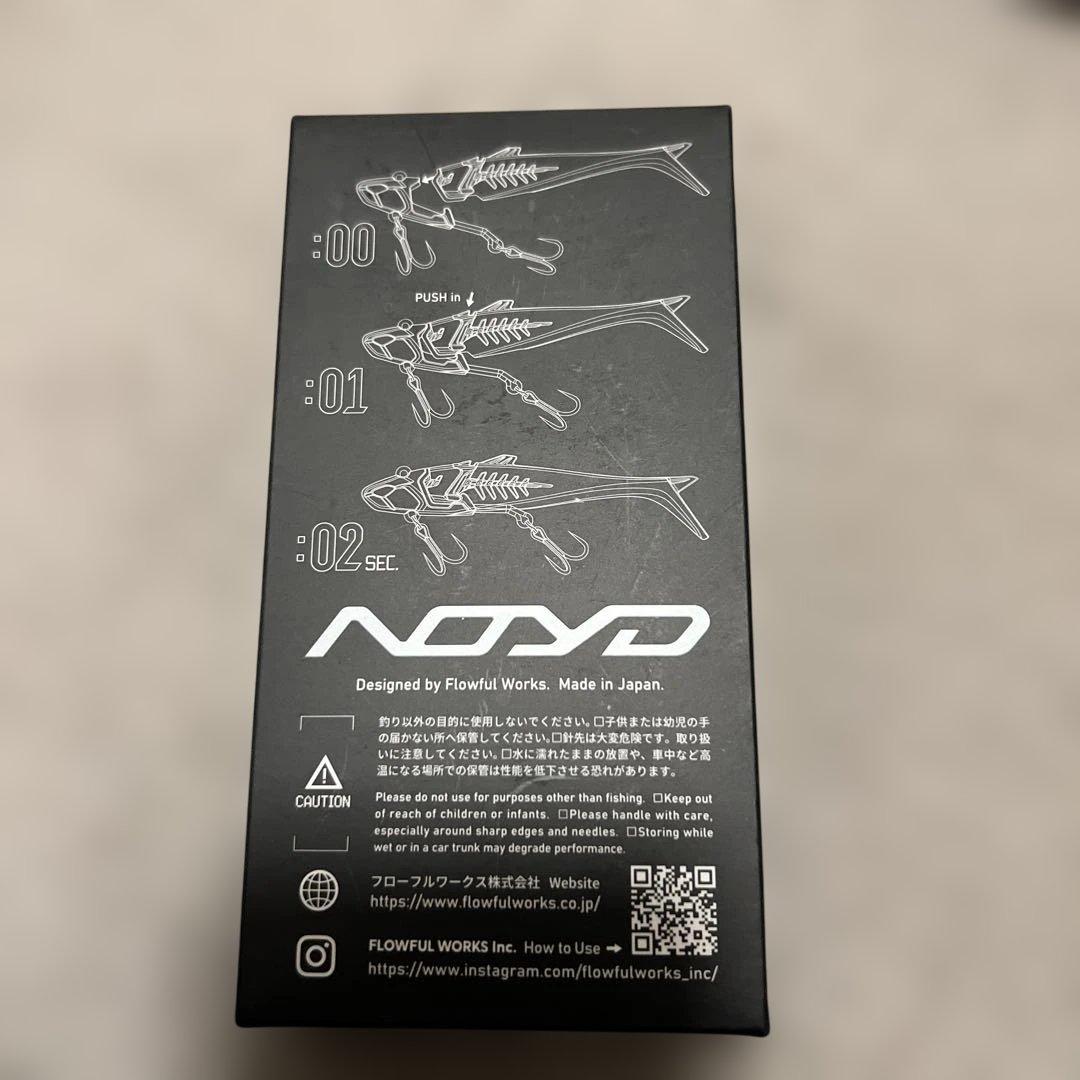 :00
PUSH in
:01
:02 SEC.
NOYD
Designed by Flowful Works. Made in Japan.
釣り以外の目的に使用しないでください。□子供または幼児の手
の届かない所へ保管してください。□針先は大変危険です。取り扱
いに注意してください。□水に濡れたままの放置や、車中など高
温になる場所での保管は性能を低下させる恐れがあります。
CAUTION
Please do not use for purposes other than fishing. □Keep out
of reach of children or infants. □Please handle with care,
especially around sharp edges and needles. □Storing while
wet or in a car trunk may degrade performance.
フローフルワークス株式会社 Website
https://www.flowfulworks.co.jp/
FLOWFUL WORKS Inc. How to Use →
https://www.instagram.com/flowfulworks_inc/